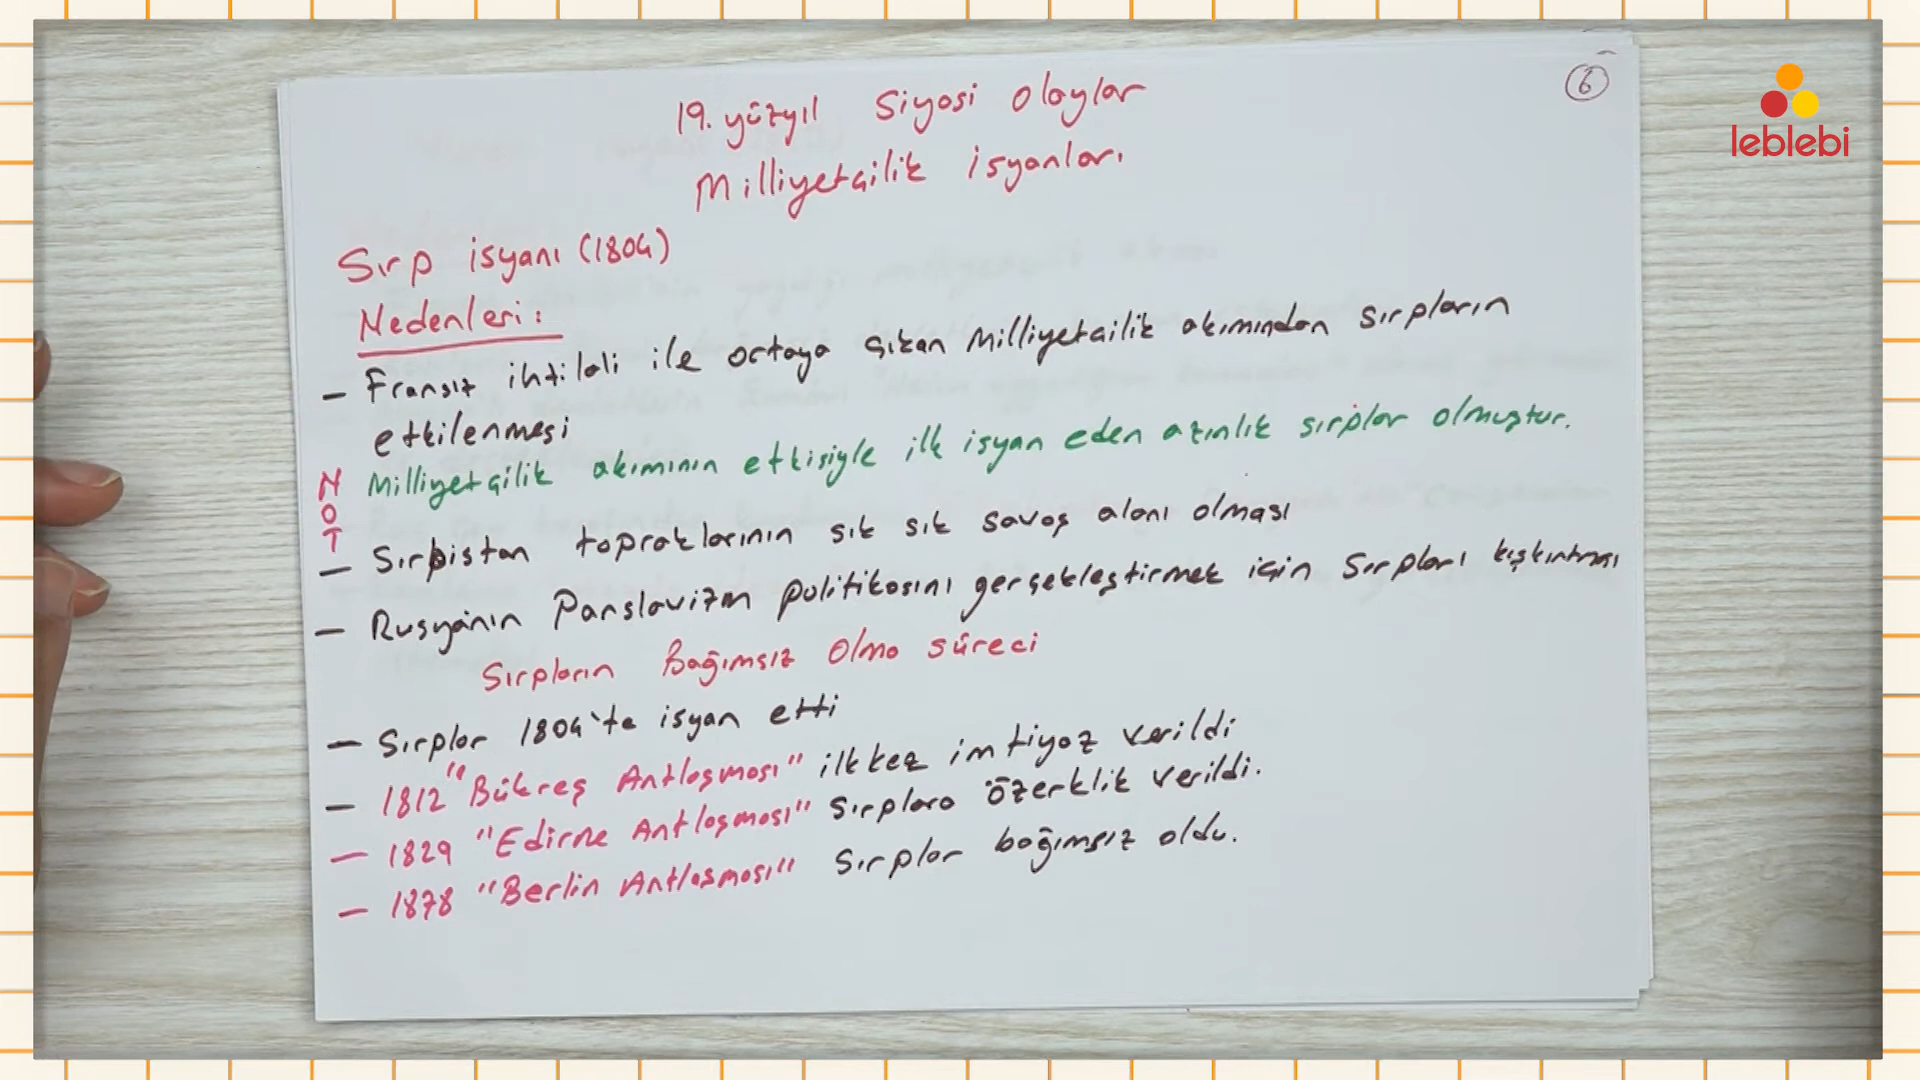 6
leblebi
19. yüzyıl Siyasi olaylar
Milliyetçilik isyanları
Sırp isyanı (1804)
Nedenleri:
- Fransız ihtilali ile ortaya çıkan Milliyetçilik akımından sırpların
etkilenmesi
NOT
Milliyetçilik akımının etkisiyle ilk isyan eden azınlık sırplar olmuştur.
- Sırbistan topraklarının sık sık savaş alanı olması
- Rusya'nın Panslavizm politikasını gerçekleştirmek için Sırpları kışkırtması
Sırpların Bağımsız Olma süreci
- Sırplar 1804'te isyan etti
- 1812 "Bükreş Antlaşması" ilk kez imtiyaz verildi
- 1829 "Edirne Antlaşması" Sırplara özerklik verildi.
- 1878 "Berlin Antlaşması" Sırplar bağımsız oldu.